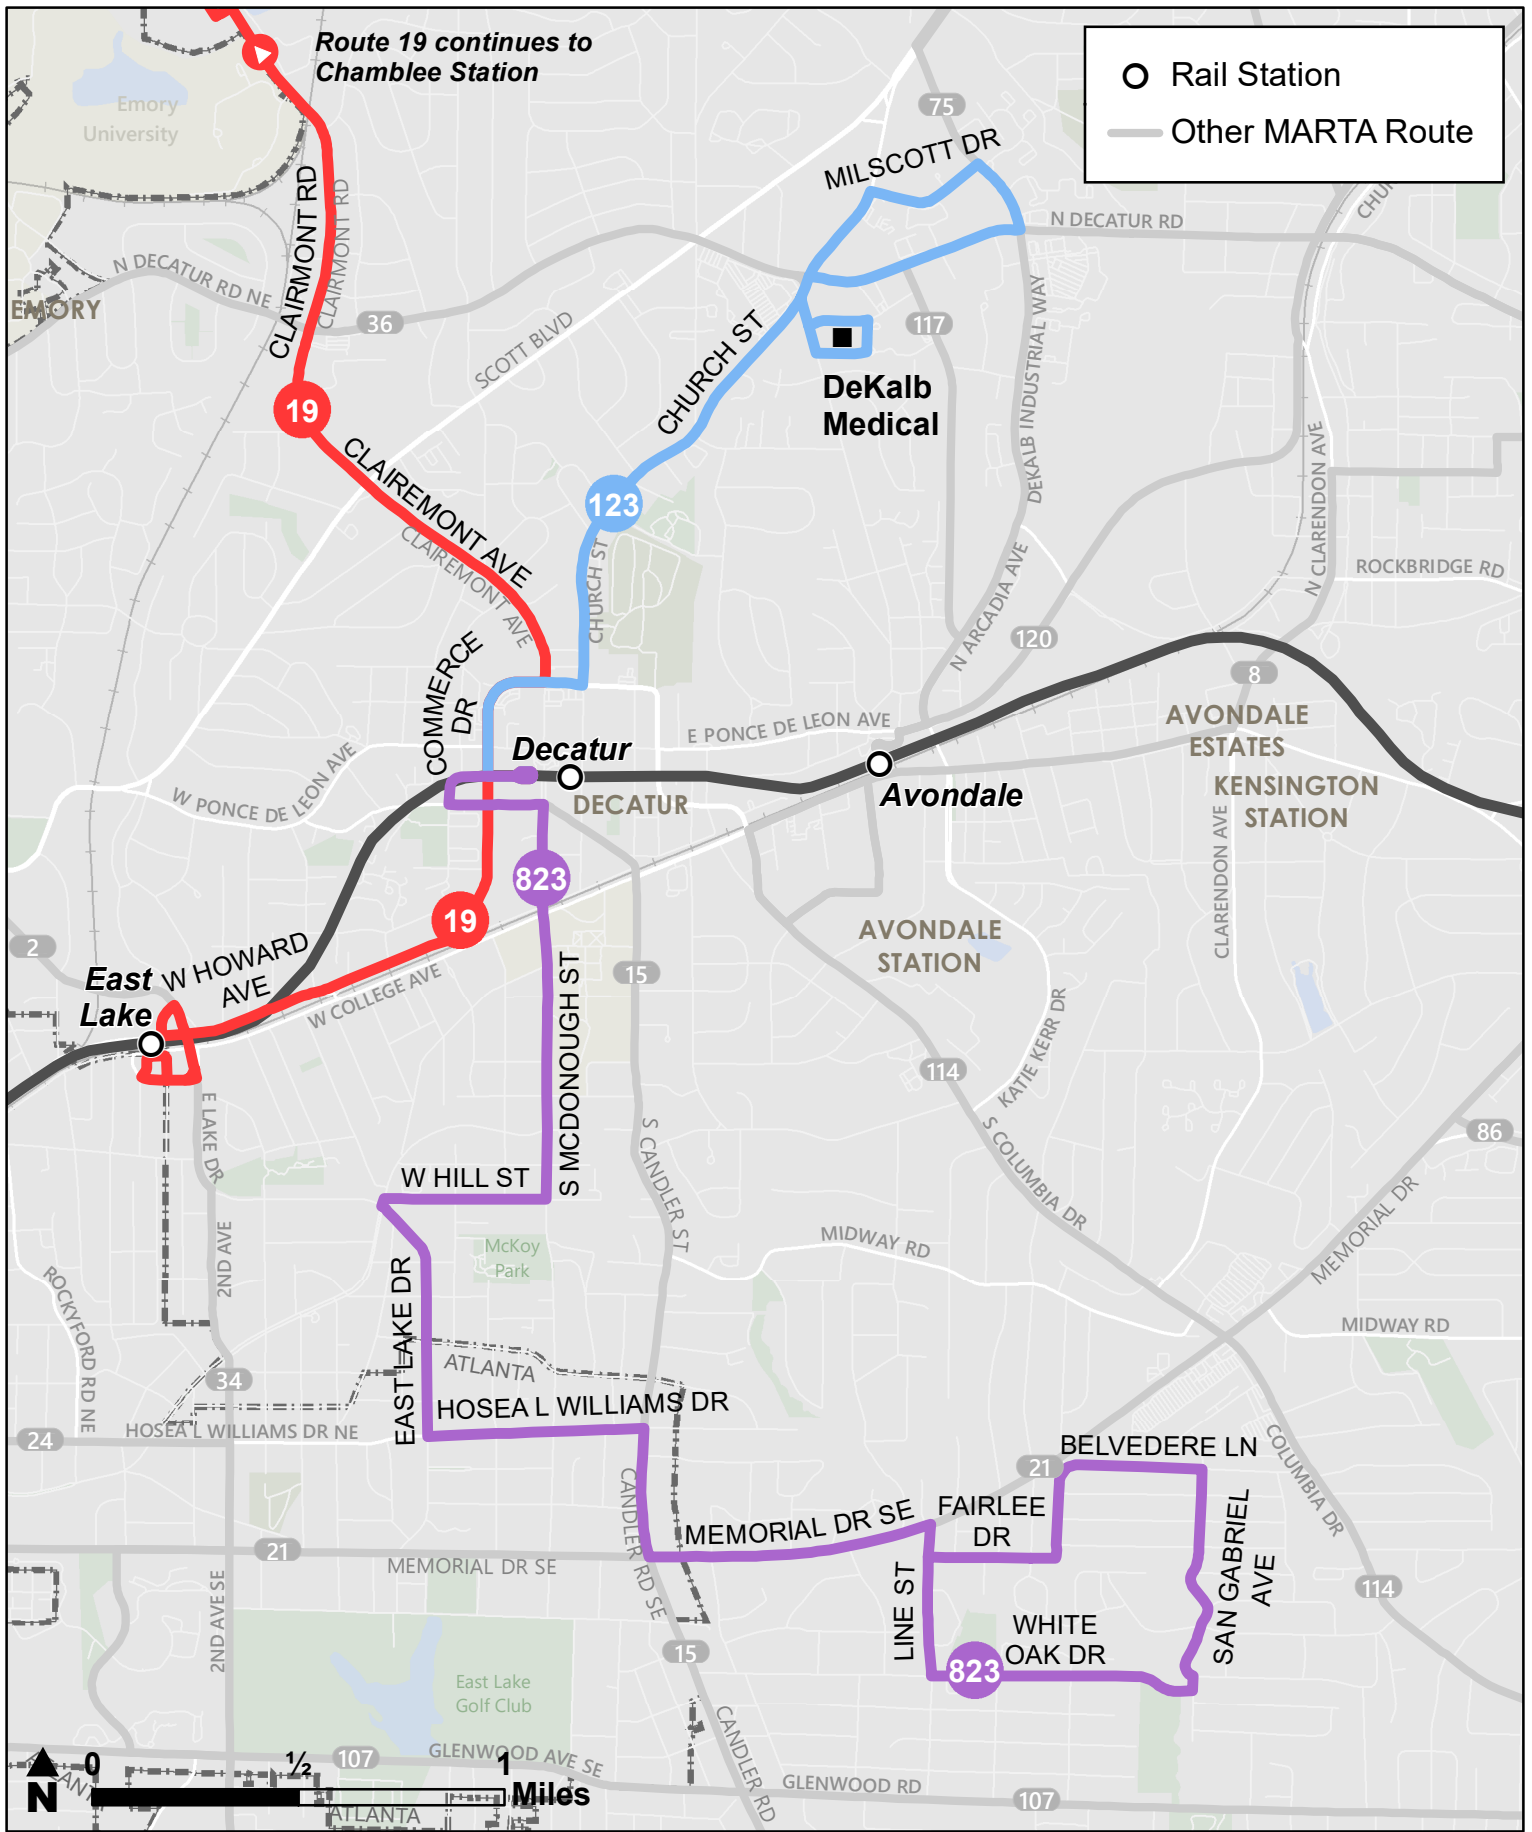 Route 19 continues to
Chamblee Station
Rail Station
Other MARTA Route
Emory
University
75
MILSCOTT DR
CLAIRMONT RD
CLAIRMONT RD
N DECATUR RD
N DECATUR RD NE
EMORY
36
SCOTT BLVD
117
DEKALB INDUSTRIAL WAY
CHURCH ST
DeKalb
Medical
19
CLAIREMONT AVE
CLAIREMONT AVE
123
CHURCH ST
N CLARENDON AVE
ROCKBRIDGE RD
N ARCADIA AVE
120
8
COMMERCE
DR
Decatur
E PONCE DE LEON AVE
AVONDALE
ESTATES
W PONCE DE LEON AVE
DECATUR
Avondale
KENSINGTON
STATION
823
CLARENDON AVE
19
2
W HOWARD
AVE
AVONDALE
STATION
East
Lake
W COLLEGE AVE
15
S MCDONOUGH ST
KATIE KERR DR
114
E LAKE DR
S CANDLER ST
S COLUMBIA DR
86
W HILL ST
MEMORIAL DR
2ND AVE
McKoy
Park
MIDWAY RD
ROCKYFORD RD NE
EAST LAKE DR
MIDWAY RD
ATLANTA
34
HOSEA L WILLIAMS DR
24
HOSEA L WILLIAMS DR NE
COLUMBIA DR
BELVEDERE LN
21
CANDLER RD SE
MEMORIAL DR SE
FAIRLEE
DR
21
MEMORIAL DR SE
LINE ST
SAN GABRIEL
AVE
114
2ND AVE SE
WHITE
OAK DR
15
823
East Lake
Golf Club
CANDLER RD
107
GLENWOOD AVE SE
GLENWOOD RD
107
N
0
½
1
Miles
ATLANTA